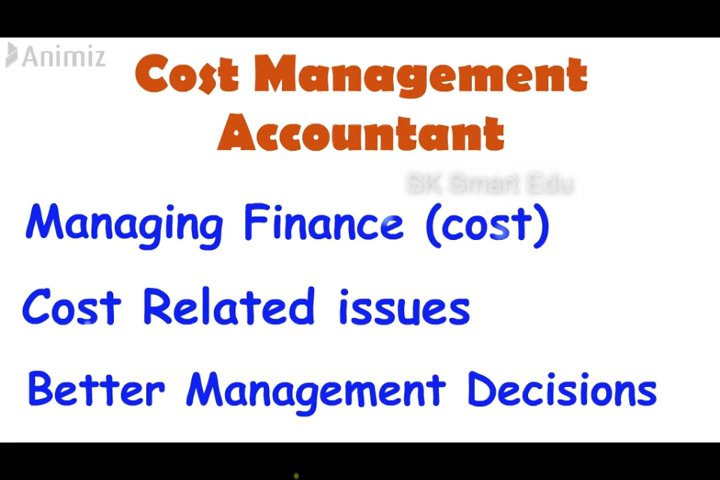 Animiz
Cost Management
Accountant
SK Smart Edu
Managing Finance (cost)
Cost Related issues
Better Management Decisions